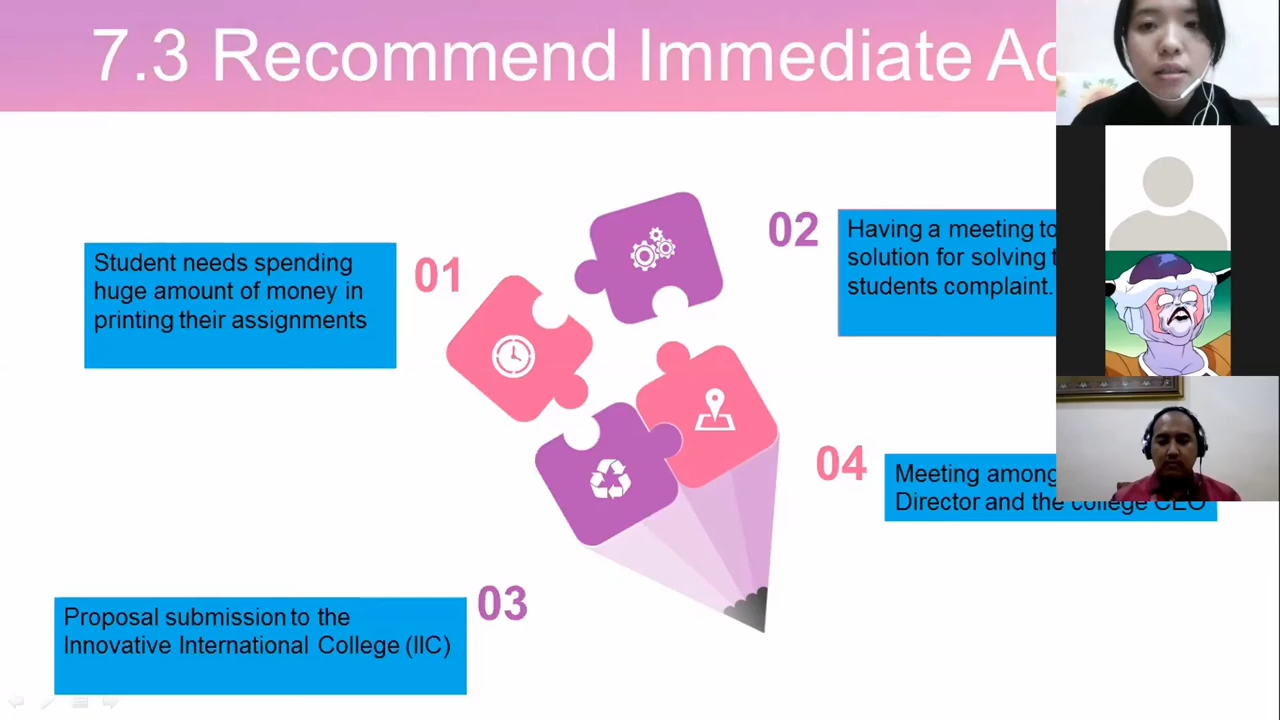 7.3 Recommend Immediate
01
Student needs spending
huge amount of money in
printing their assignments
02
Having a meeting to
solution for solving
students complaint.
03
Proposal submission to the
Innovative International College (IIC)
04
Meeting among
Director and the college CEO